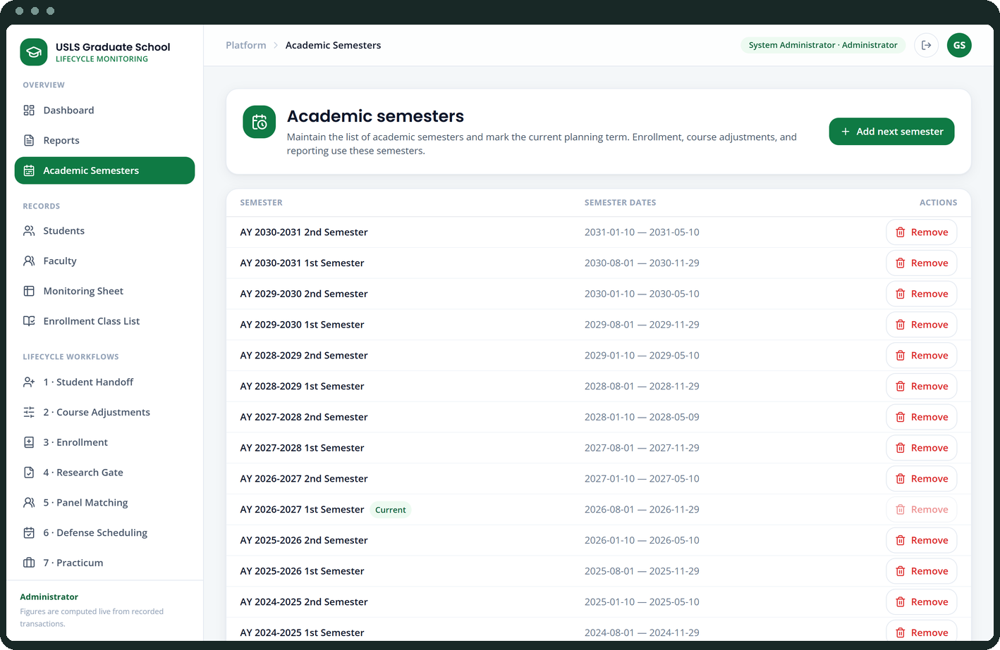 USLS Graduate School
LIFECYCLE MONITORING
OVERVIEW
Dashboard
Reports
Academic Semesters
RECORDS
Students
Faculty
Monitoring Sheet
Enrollment Class List
LIFECYCLE WORKFLOWS
1 · Student Handoff
2 · Course Adjustments
3 · Enrollment
4 · Research Gate
5 · Panel Matching
6 · Defense Scheduling
7 · Practicum
Administrator
Figures are computed live from recorded
transactions.
Platform > Academic Semesters
System Administrator · Administrator
GS
Academic semesters
Maintain the list of academic semesters and mark the current planning term. Enrollment, course adjustments, and
reporting use these semesters.
+ Add next semester
SEMESTER SEMESTER DATES ACTIONS
AY 2030-2031 2nd Semester 2031-01-10 — 2031-05-10 Remove
AY 2030-2031 1st Semester 2030-08-01 — 2030-11-29 Remove
AY 2029-2030 2nd Semester 2030-01-10 — 2030-05-10 Remove
AY 2029-2030 1st Semester 2029-08-01 — 2029-11-29 Remove
AY 2028-2029 2nd Semester 2029-01-10 — 2029-05-10 Remove
AY 2028-2029 1st Semester 2028-08-01 — 2028-11-29 Remove
AY 2027-2028 2nd Semester 2028-01-10 — 2028-05-09 Remove
AY 2027-2028 1st Semester 2027-08-01 — 2027-11-29 Remove
AY 2026-2027 2nd Semester 2027-01-10 — 2027-05-10 Remove
AY 2026-2027 1st Semester Current 2026-08-01 — 2026-11-29 Remove
AY 2025-2026 2nd Semester 2026-01-10 — 2026-05-10 Remove
AY 2025-2026 1st Semester 2025-08-01 — 2025-11-29 Remove
AY 2024-2025 2nd Semester 2025-01-10 — 2025-05-10 Remove
AY 2024-2025 1st Semester 2024-08-01 — 2024-11-29 Remove